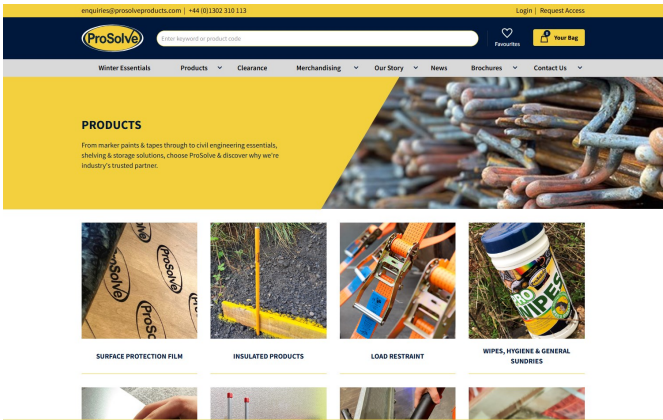 enquiries@prosolveproducts.com | +44 (0)1302 310 113
Login | Request Access
ProSolve
Enter keyword or product code
Favourites
0
Your Bag
Winter Essentials Products Clearance Merchandising Our Story News Brochures Contact Us
PRODUCTS
From marker paints & tapes through to civil engineering essentials,
shelving & storage solutions, choose ProSolve & discover why we're
industry's trusted partner.
ProSolve
ProSolve
PRO
WIPES
SURFACE PROTECTION FILM
INSULATED PRODUCTS
LOAD RESTRAINT
WIPES, HYGIENE & GENERAL
SUNDRIES